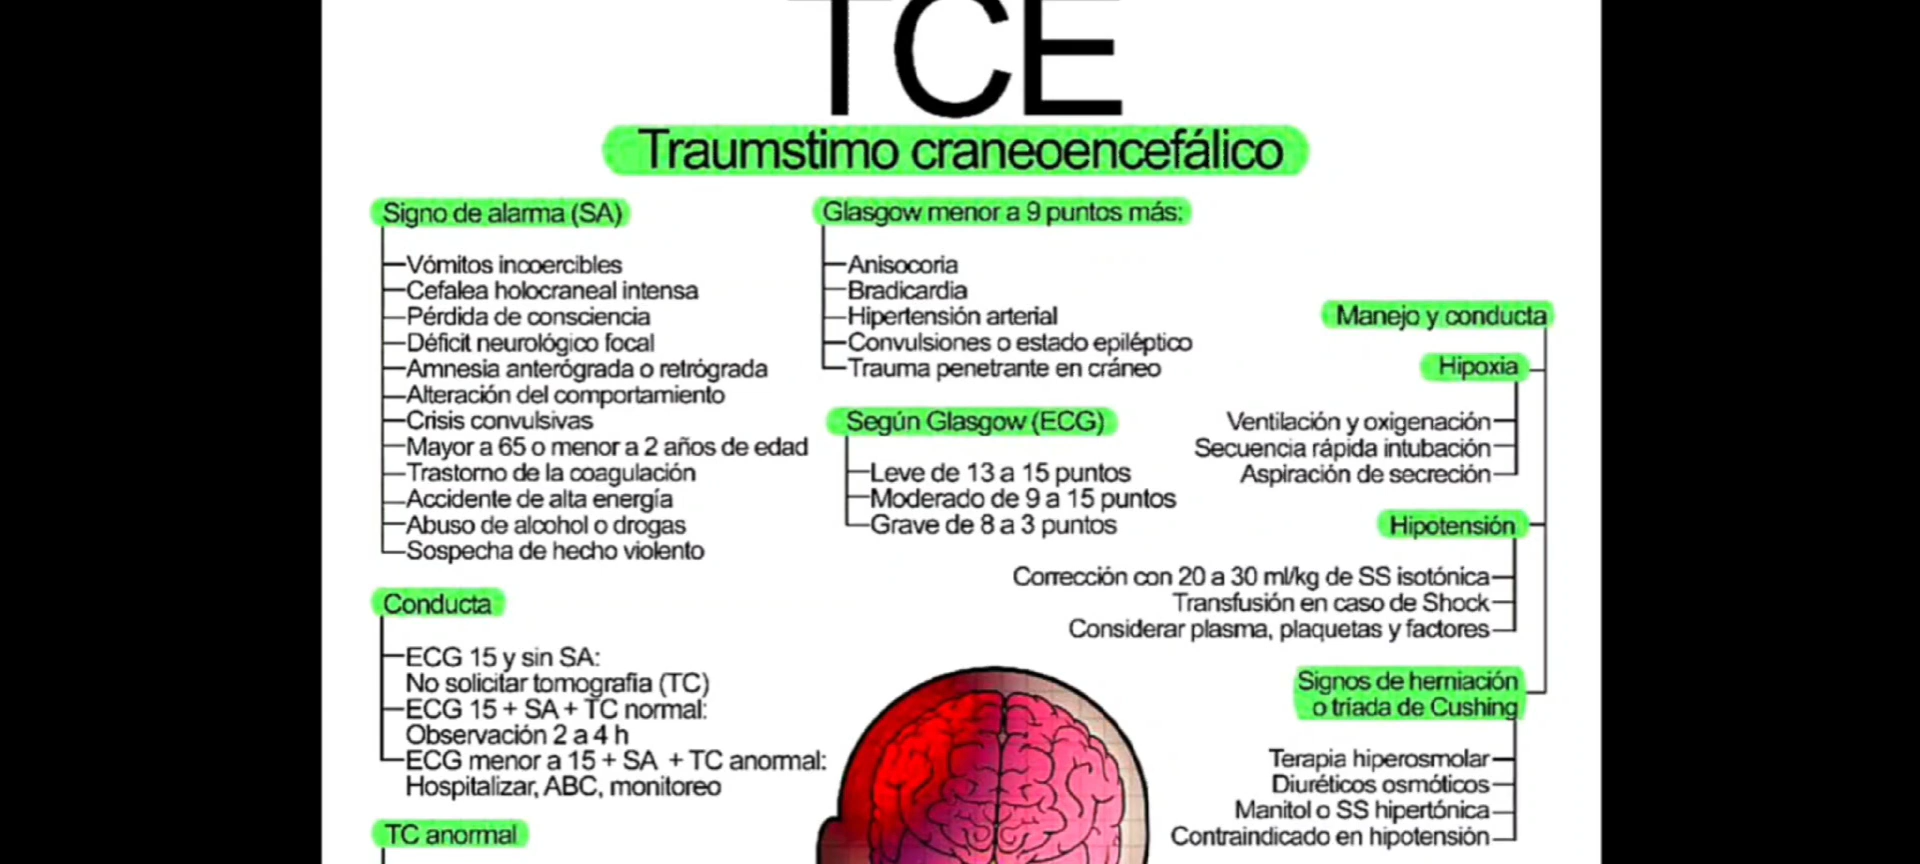 TCE
Traumstimo craneoencefálico
Signo de alarma (SA)
Vómitos incoercibles
Cefalea holocraneal intensa
Pérdida de consciencia
Déficit neurológico focal
Amnesia anterógrada o retrógrada
Alteración del comportamiento
Crisis convulsivas
Mayor a 65 o menor a 2 años de edad
Trastorno de la coagulación
Accidente de alta energía
Abuso de alcohol o drogas
Sospecha de hecho violento
Conducta
ECG 15 y sin SA:
No solicitar tomografía (TC)
ECG 15 + SA + TC normal:
Observación 2 a 4 h
ECG menor a 15 + SA + TC anormal:
Hospitalizar, ABC, monitoreo
TC anormal
Glasgow menor a 9 puntos más:
Anisocoria
Bradicardia
Hipertensión arterial
Convulsiones o estado epiléptico
Trauma penetrante en cráneo
Según Glasgow (ECG)
Leve de 13 a 15 puntos
Moderado de 9 a 15 puntos
Grave de 8 a 3 puntos
Manejo y conducta
Hipoxia
Ventilación y oxigenación
Secuencia rápida intubación
Aspiración de secreción
Hipotensión
Corrección con 20 a 30 ml/kg de SS isotónica
Transfusión en caso de Shock
Considerar plasma, plaquetas y factores
Signos de herniación
o tríada de Cushing
Terapia hiperosmolar
Diuréticos osmóticos
Manitol o SS hipertónica
Contraindicado en hipotensión